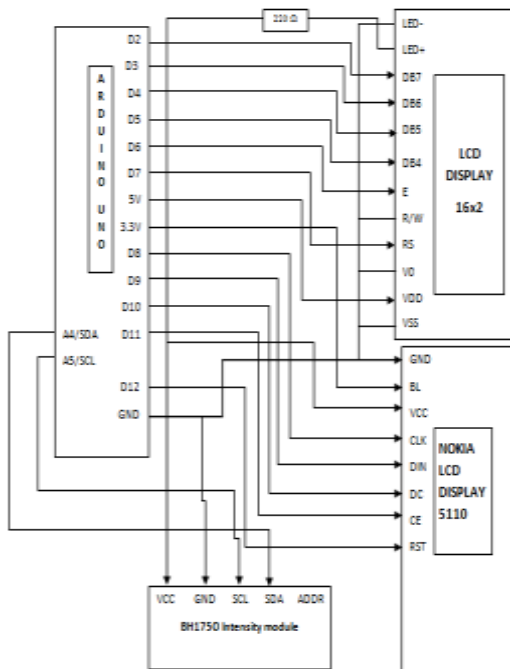 220 Ω
ARDUINO UNO
D2
D3
D4
D5
D6
D7
5V
3.3V
D8
D9
D10
D11
D12
GND
A4/SDA
A5/SCL
LED-
LED+
DB7
DB6
DB5
DB4
E
R/W
RS
V0
VDD
VSS
LCD
DISPLAY
16x2
GND
BL
VCC
CLK
DIN
DC
CE
RST
NOKIA
LCD
DISPLAY
5110
VCC GND SCL SDA ADDR
BH1750 Intensity module